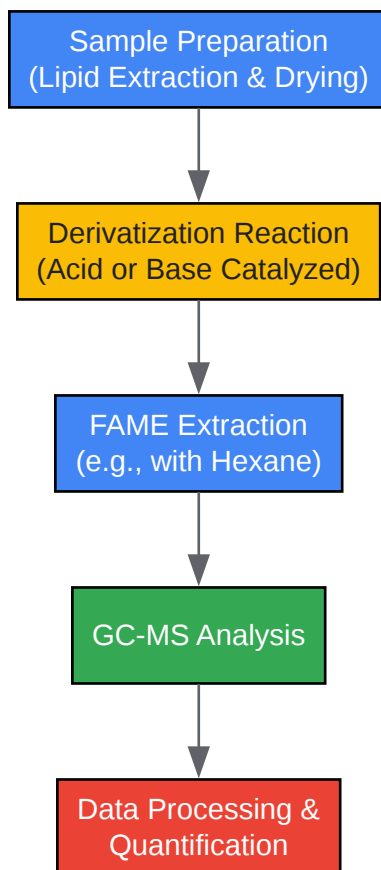 Sample Preparation
(Lipid Extraction & Drying)
Derivatization Reaction
(Acid or Base Catalyzed)
FAME Extraction
(e.g., with Hexane)
GC-MS Analysis
Data Processing &
Quantification